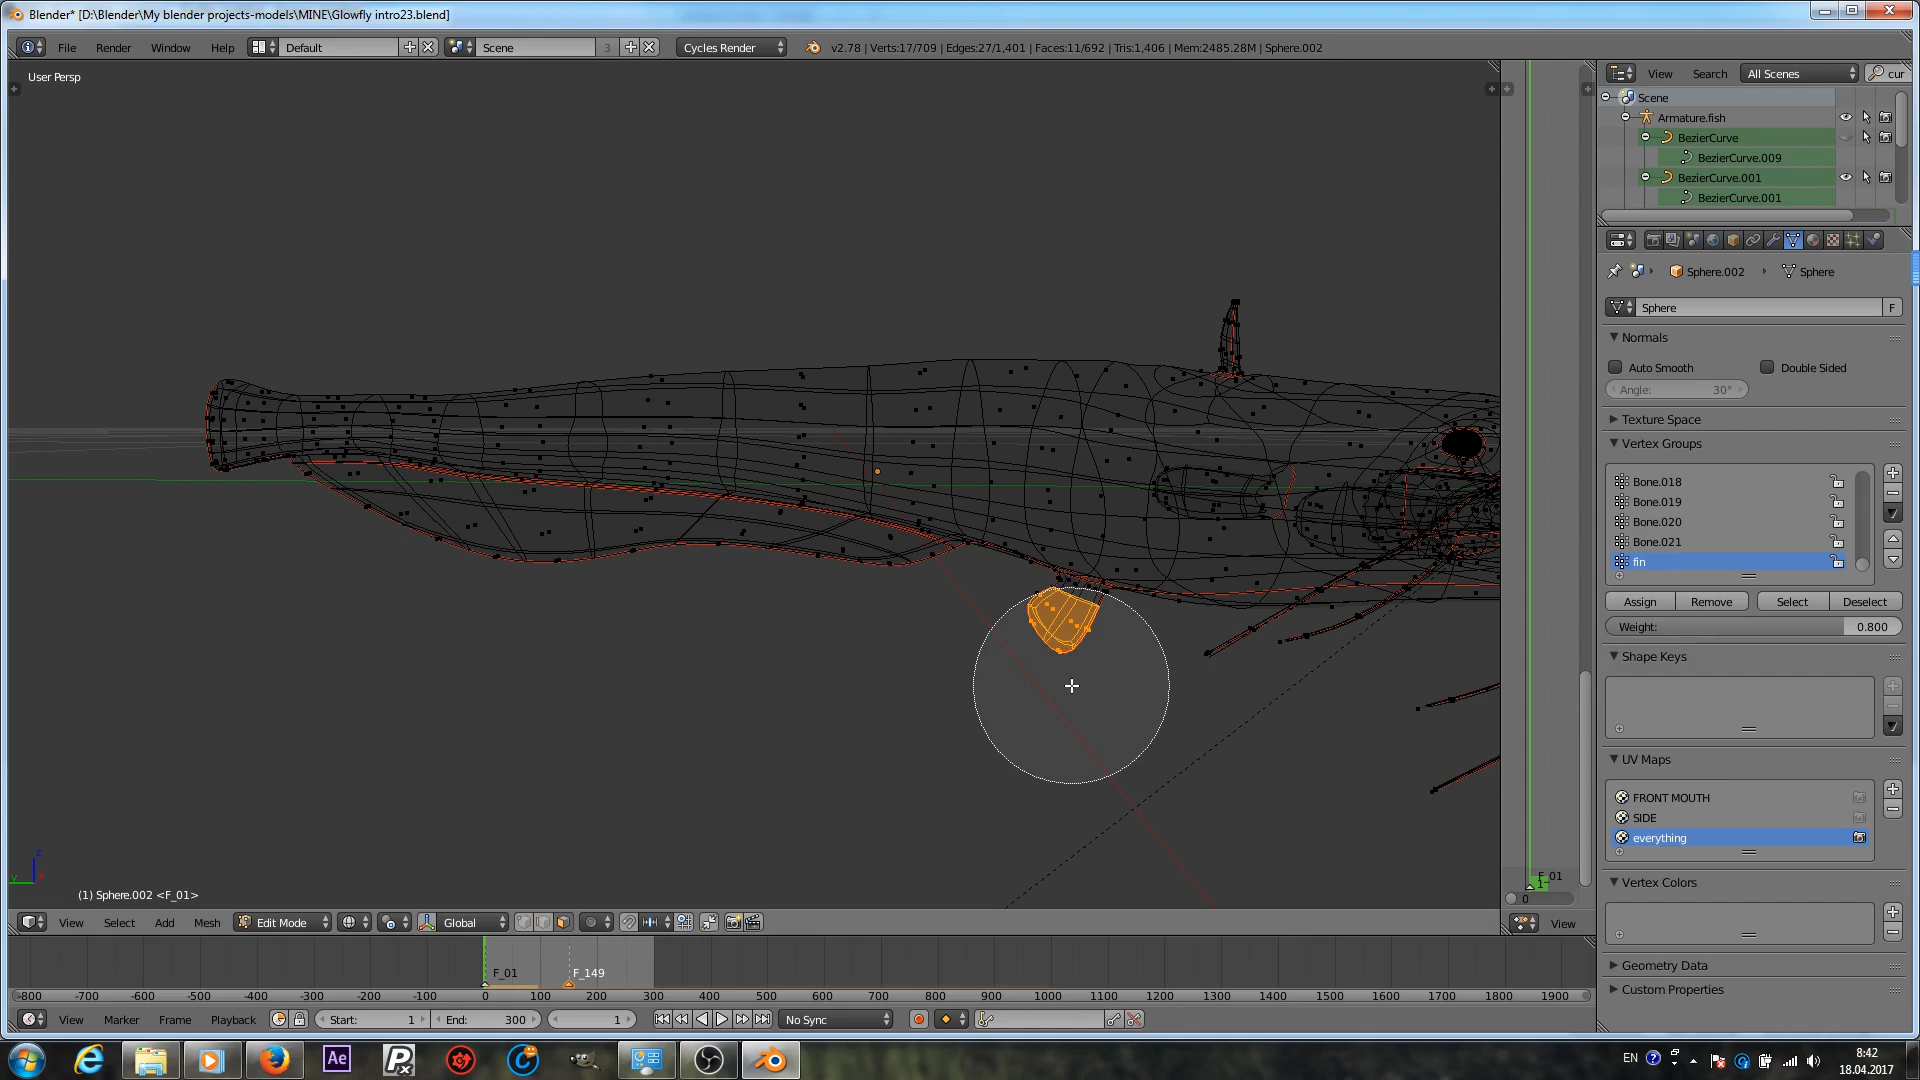 Blender* [D:\Blender\My blender projects-models\MINE\Glowfly intro23.blend]
File Render Window Help Default Scene 3 Cycles Render v2.78 | Verts:17/709 | Edges:27/1,401 | Faces:11/692 | Tris:1,406 | Mem:2485.28M | Sphere.002
User Persp
View Search All Scenes cur
Scene
Armature.fish
BezierCurve
BezierCurve.009
BezierCurve.001
BezierCurve.001
Sphere.002 Sphere
Sphere F
Normals
Auto Smooth Double Sided
Angle: 30°
Texture Space
Vertex Groups
Bone.018
Bone.019
Bone.020
Bone.021
fin
Assign Remove Select Deselect
Weight: 0.800
Shape Keys
UV Maps
FRONT MOUTH
SIDE
everything
Vertex Colors
Geometry Data
Custom Properties
z
y x
(1) Sphere.002 <F_01>
F_01
1
0
View Select Add Mesh Edit Mode Global View
F_01 F_149
-800 -700 -600 -500 -400 -300 -200 -100 0 100 200 300 400 500 600 700 800 900 1000 1100 1200 1300 1400 1500 1600 1700 1800 1900
View Marker Frame Playback Start: 1 End: 300 1 No Sync
Ae Px EN 8:42
18.04.2017